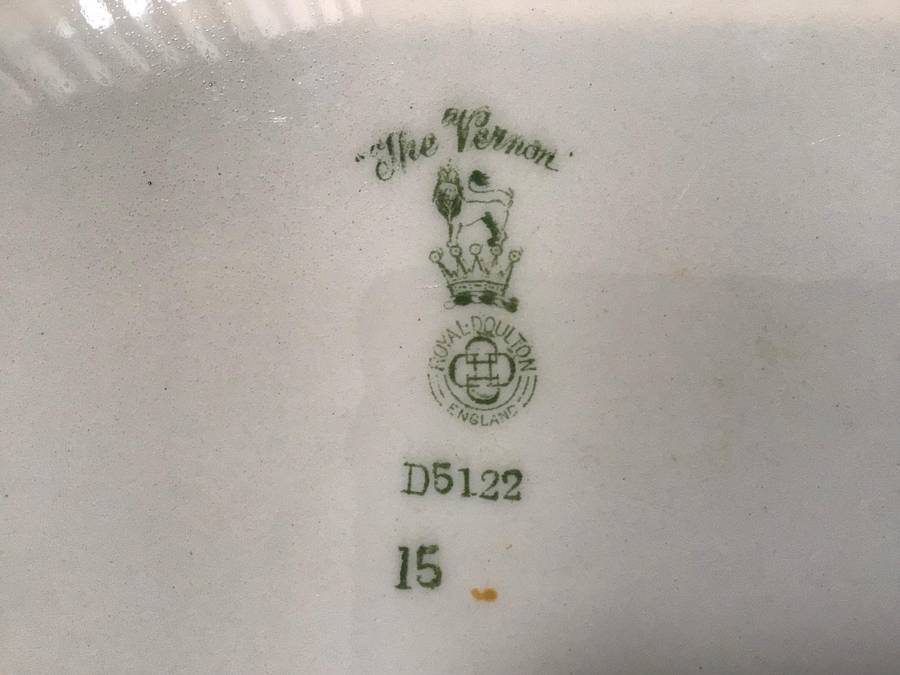 "The Vernon"
ROYAL·DOULTON
ENGLAND
D5122
15